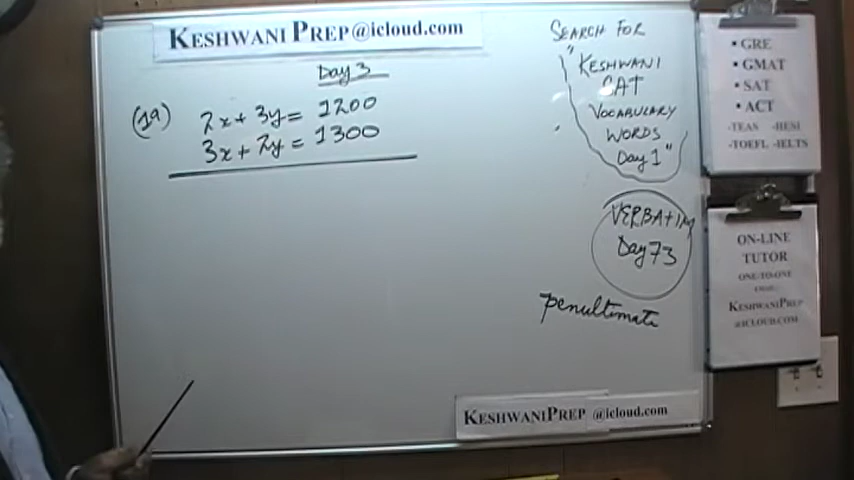 KESHWANI PREP@icloud.com
Day 3
(19) 2x + 3y = 1200
3x + 2y = 1300
SEARCH FOR
"KESHWANI
CAT
VOCABULARY
WORDS
Day 1"
VERBATIM
Day 73
penultimate
• GRE
• GMAT
• SAT
• ACT
-TEAS -HESI
-TOEFL -IELTS
ON-LINE
TUTOR
ONE-TO-ONE
KESHWANIPREP
@ICLOUD.COM
KESHWANIPREP @icloud.com